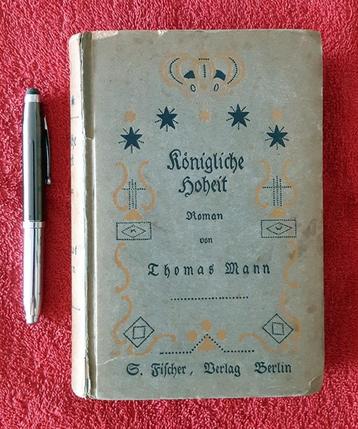 Königliche
Hoheit
Roman
von
Thomas Mann
S. Fischer, Verlag Berlin